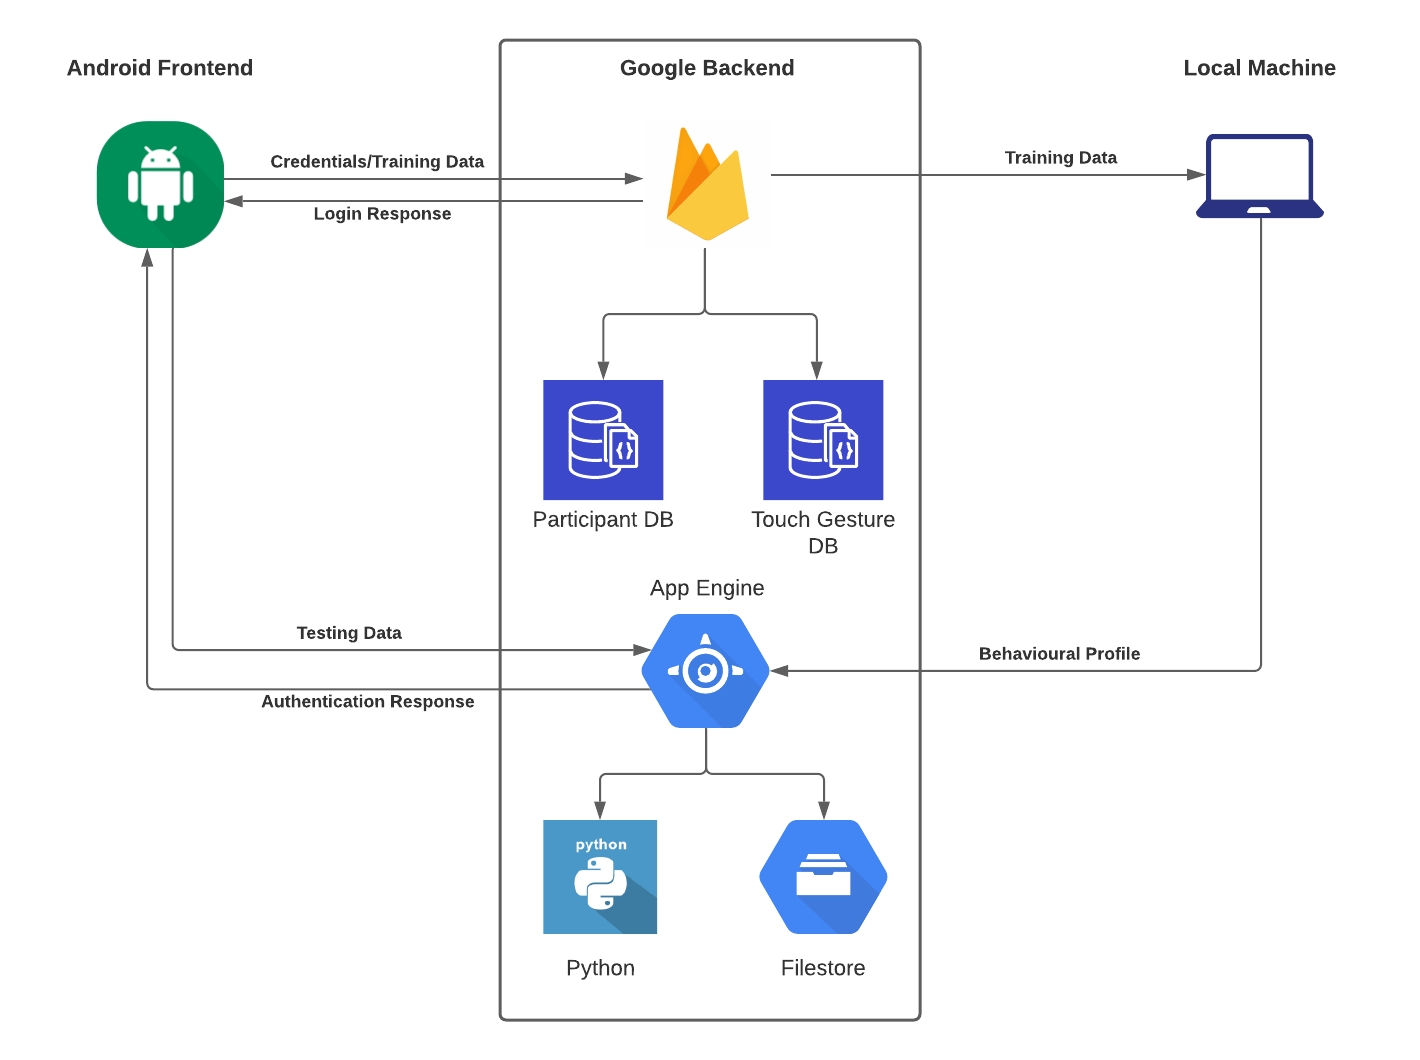 Android Frontend
Google Backend
Local Machine
Credentials/Training Data
Login Response
Training Data
Participant DB
Touch Gesture
DB
App Engine
Testing Data
Authentication Response
Behavioural Profile
python
Python
Filestore